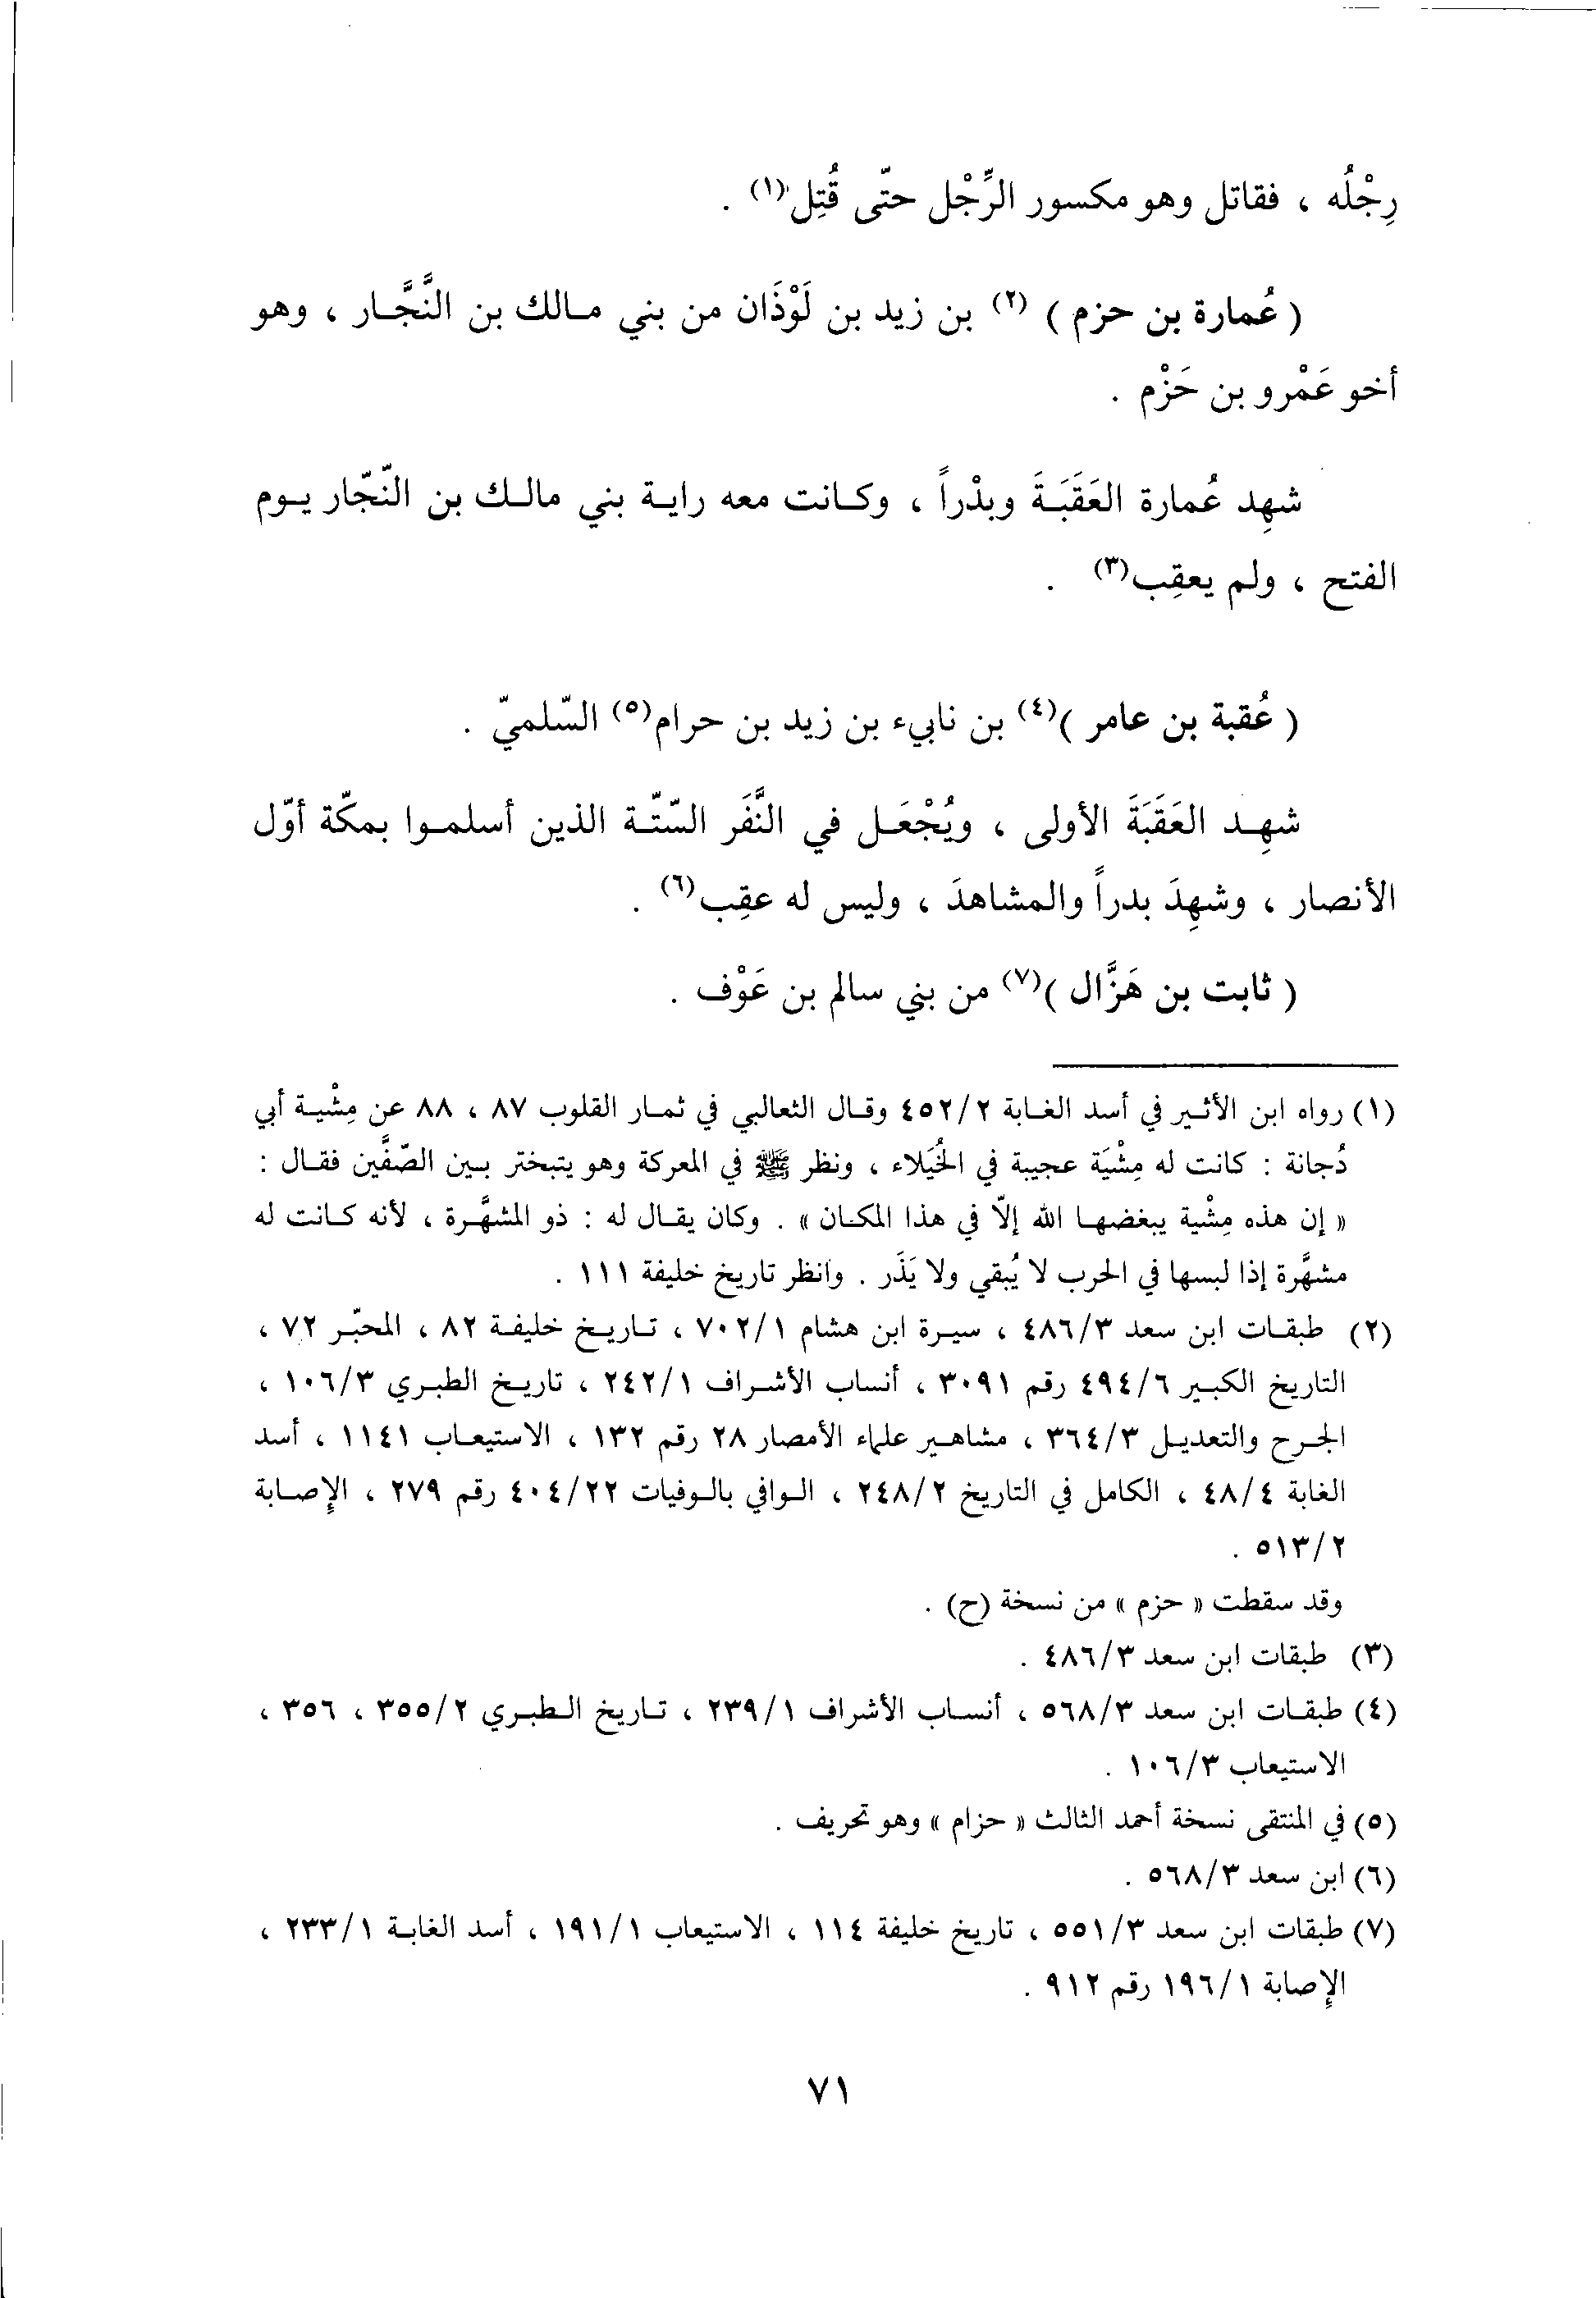 رِجْلُه ، فقاتل وهو مكسور الرِّجْل حتّى قُتِل(١) .
( عُمارة بن حزم ) (٢) بن زيد بن لَوْذَان من بني مالك بن النَّجَّار ، وهو
أخو عَمْرو بن حَزْم .
شهِد عُمارة العَقَبَةَ وبدْراً ، وكانت معه راية بني مالك بن النّجّار يوم
الفتح ، ولم يعقِب(٣) .
( عُقبة بن عامر )(٤) بن نابيء بن زيد بن حرام(٥) السّلميّ .
شهِد العَقَبَةَ الأولى ، ويُجْعَل في النَّفَر السّتّة الذين أسلموا بمكّة أوّل
الأنصار ، وشهِدَ بدراً والمشاهدَ ، وليس له عقِب(٦) .
( ثابت بن هَزَّال )(٧) من بني سالم بن عَوْف .
(١) رواه ابن الأثير في أسد الغابة ٤٥٢/٢ وقال الثعالبي في ثمار القلوب ٨٧ ، ٨٨ عن مِشْية أبي
دُجانة : كانت له مِشْيَة عجيبة في الخُيَلاء ، ونظر ﷺ في المعركة وهو يتبختر بين الصّفَّين فقال :
« إن هذه مِشْية يبغضها الله إلّا في هذا المكان » . وكان يقال له : ذو المشهَّرة ، لأنه كانت له
مشهَّرة إذا لبسها في الحرب لا يُبقي ولا يَذَر . وانظر تاريخ خليفة ١١١ .
(٢) طبقات ابن سعد ٤٨٦/٣ ، سيرة ابن هشام ٧٠٢/١ ، تاريخ خليفة ٨٢ ، المحبّر ٧٢ ،
التاريخ الكبير ٤٩٤/٦ رقم ٣٠٩١ ، أنساب الأشراف ٢٤٢/١ ، تاريخ الطبري ١٠٦/٣ ،
الجرح والتعديل ٣٦٤/٣ ، مشاهير علماء الأمصار ٢٨ رقم ١٣٢ ، الاستيعاب ١١٤١ ، أسد
الغابة ٤٨/٤ ، الكامل في التاريخ ٢٤٨/٢ ، الوافي بالوفيات ٤٠٤/٢٢ رقم ٢٧٩ ، الإصابة
٥١٣/٢ .
وقد سقطت « حزم » من نسخة (ح) .
(٣) طبقات ابن سعد ٤٨٦/٣ .
(٤) طبقات ابن سعد ٥٦٨/٣ ، أنساب الأشراف ٢٣٩/١ ، تاريخ الطبري ٣٥٥/٢ ، ٣٥٦ ،
الاستيعاب ١٠٦/٣ .
(٥) في المنتقى نسخة أحمد الثالث « حزام » وهو تحريف .
(٦) ابن سعد ٥٦٨/٣ .
(٧) طبقات ابن سعد ٥٥١/٣ ، تاريخ خليفة ١١٤ ، الاستيعاب ١٩١/١ ، أسد الغابة ٢٣٣/١ ،
الإصابة ١٩٦/١ رقم ٩١٢ .
٧١